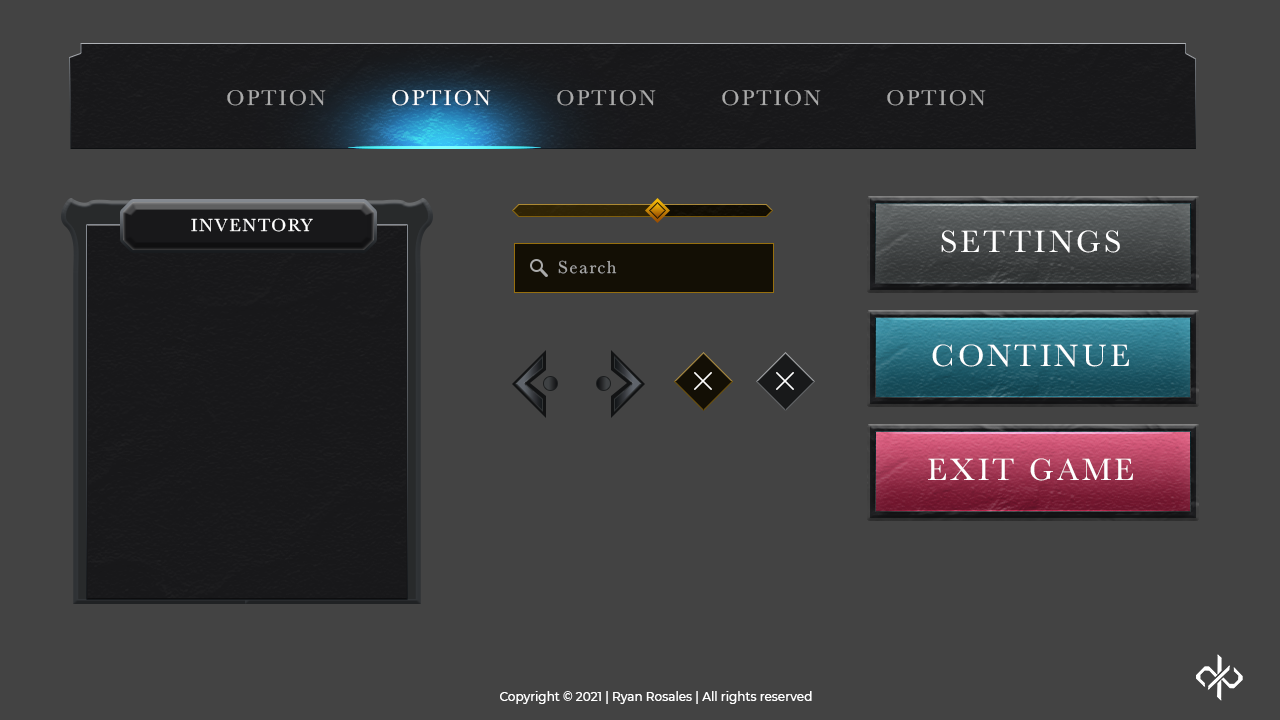 OPTION OPTION OPTION OPTION OPTION
INVENTORY
Search
SETTINGS
CONTINUE
EXIT GAME
Copyright © 2021 | Ryan Rosales | All rights reserved